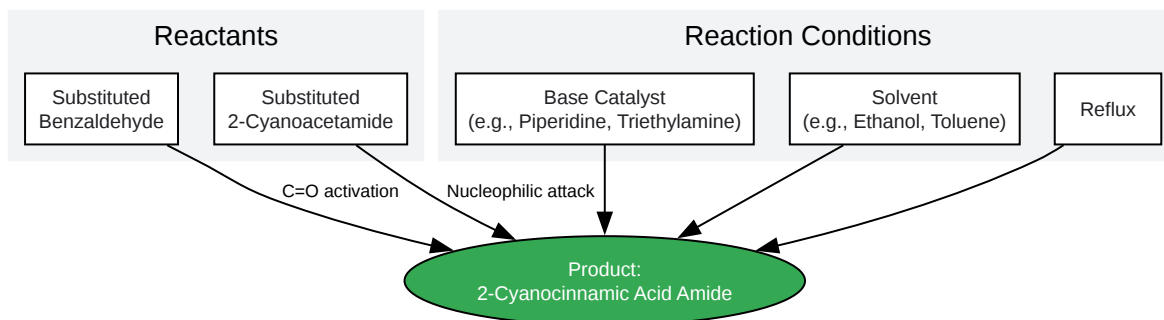 Reactants
Reaction Conditions
Substituted
Benzaldehyde
Substituted
2-Cyanoacetamide
Base Catalyst
(e.g., Piperidine, Triethylamine)
Solvent
(e.g., Ethanol, Toluene)
Reflux
C=O activation
Nucleophilic attack
Product:
2-Cyanocinnamic Acid Amide